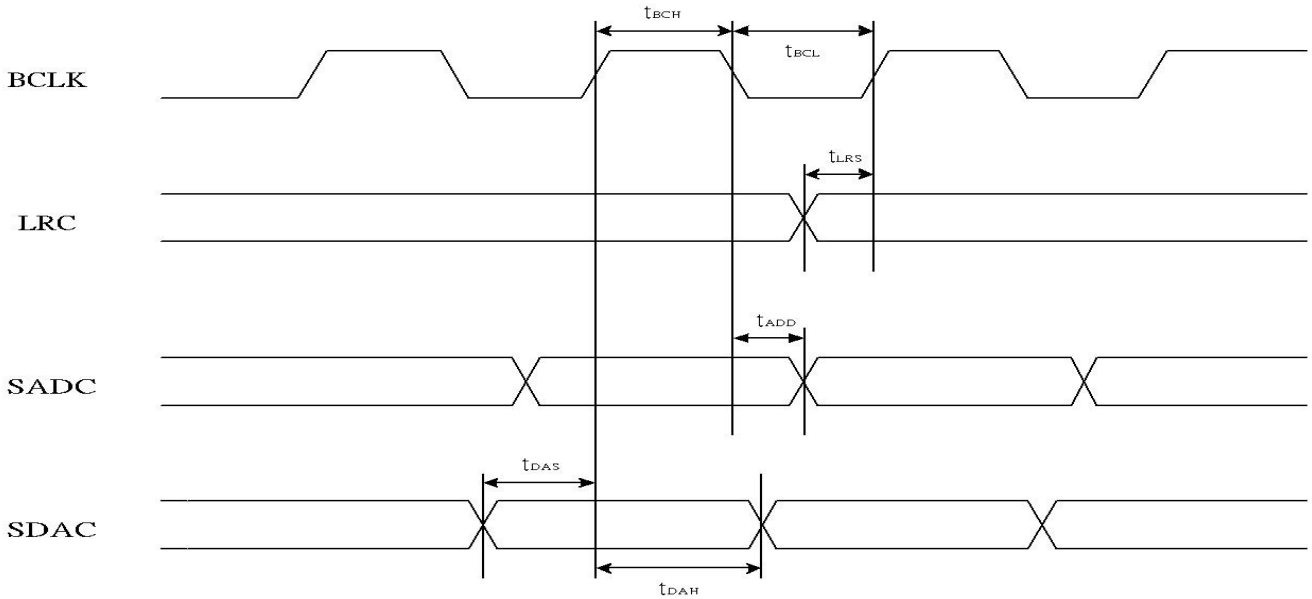 tBCH
tBCL
BCLK
tLRS
LRC
tADD
SADC
tDAS
SDAC
tDAH